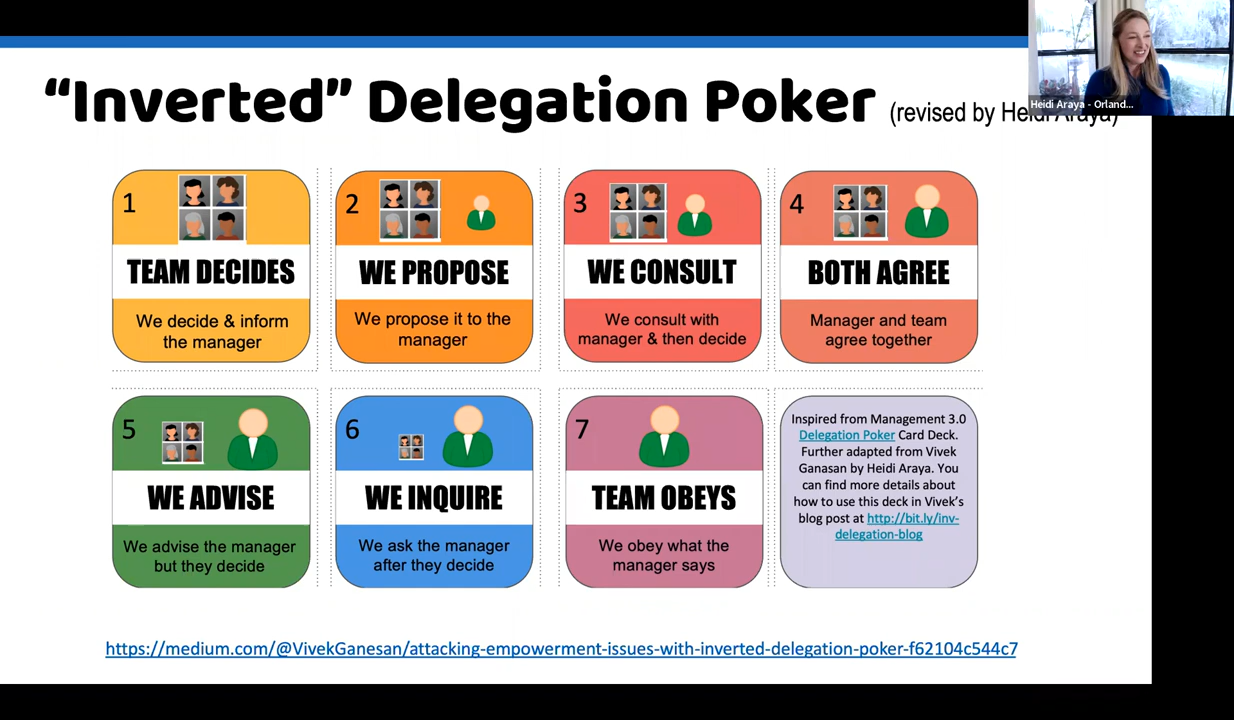 “Inverted” Delegation Poker (revised by Heidi Araya)
Heidi Araya - Orland...
1
TEAM DECIDES
We decide & inform
the manager
2
WE PROPOSE
We propose it to the
manager
3
WE CONSULT
We consult with
manager & then decide
4
BOTH AGREE
Manager and team
agree together
5
WE ADVISE
We advise the manager
but they decide
6
WE INQUIRE
We ask the manager
after they decide
7
TEAM OBEYS
We obey what the
manager says
Inspired from Management 3.0
Delegation Poker Card Deck.
Further adapted from Vivek
Ganasan by Heidi Araya. You
can find more details about
how to use this deck in Vivek’s
blog post at http://bit.ly/inv-
delegation-blog
https://medium.com/@VivekGanesan/attacking-empowerment-issues-with-inverted-delegation-poker-f62104c544c7